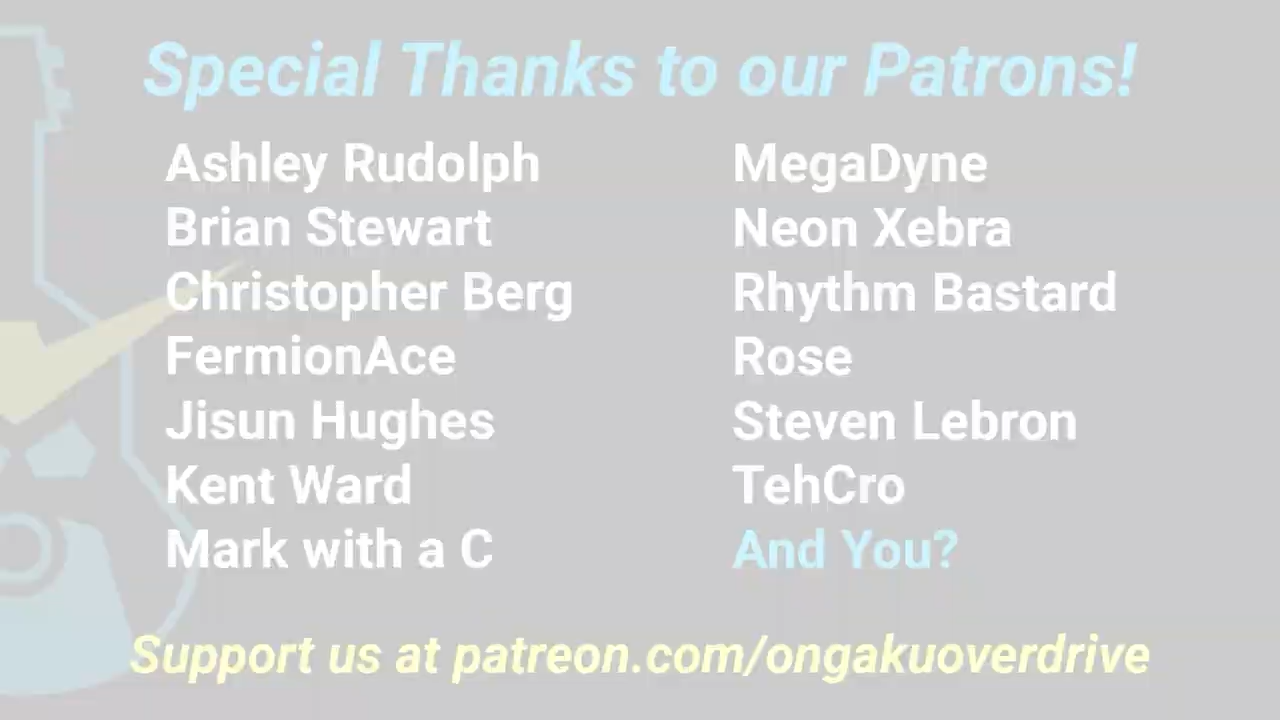 Special Thanks to our Patrons!
Ashley Rudolph
Brian Stewart
Christopher Berg
FermionAce
Jisun Hughes
Kent Ward
Mark with a C
MegaDyne
Neon Xebra
Rhythm Bastard
Rose
Steven Lebron
TehCro
And You?
Support us at patreon.com/ongakuoverdrive